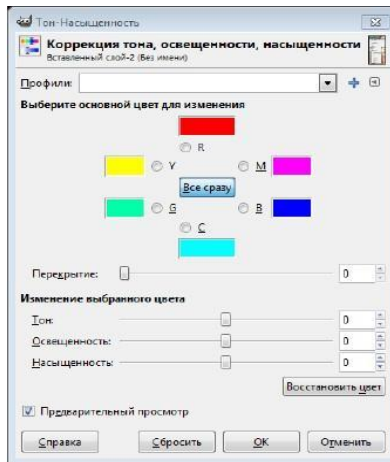 Тон-Насыщенность
Коррекция тона, освещенности, насыщенности
Вставленный слой-2 (Без имени)
Профили:
Выберите основной цвет для изменения
R
Y M
Все сразу
G B
C
Перекрытие: 0
Изменение выбранного цвета
Тон: 0
Освещенность: 0
Насыщенность: 0
Восстановить цвет
Предварительный просмотр
Справка Сбросить OK Отменить